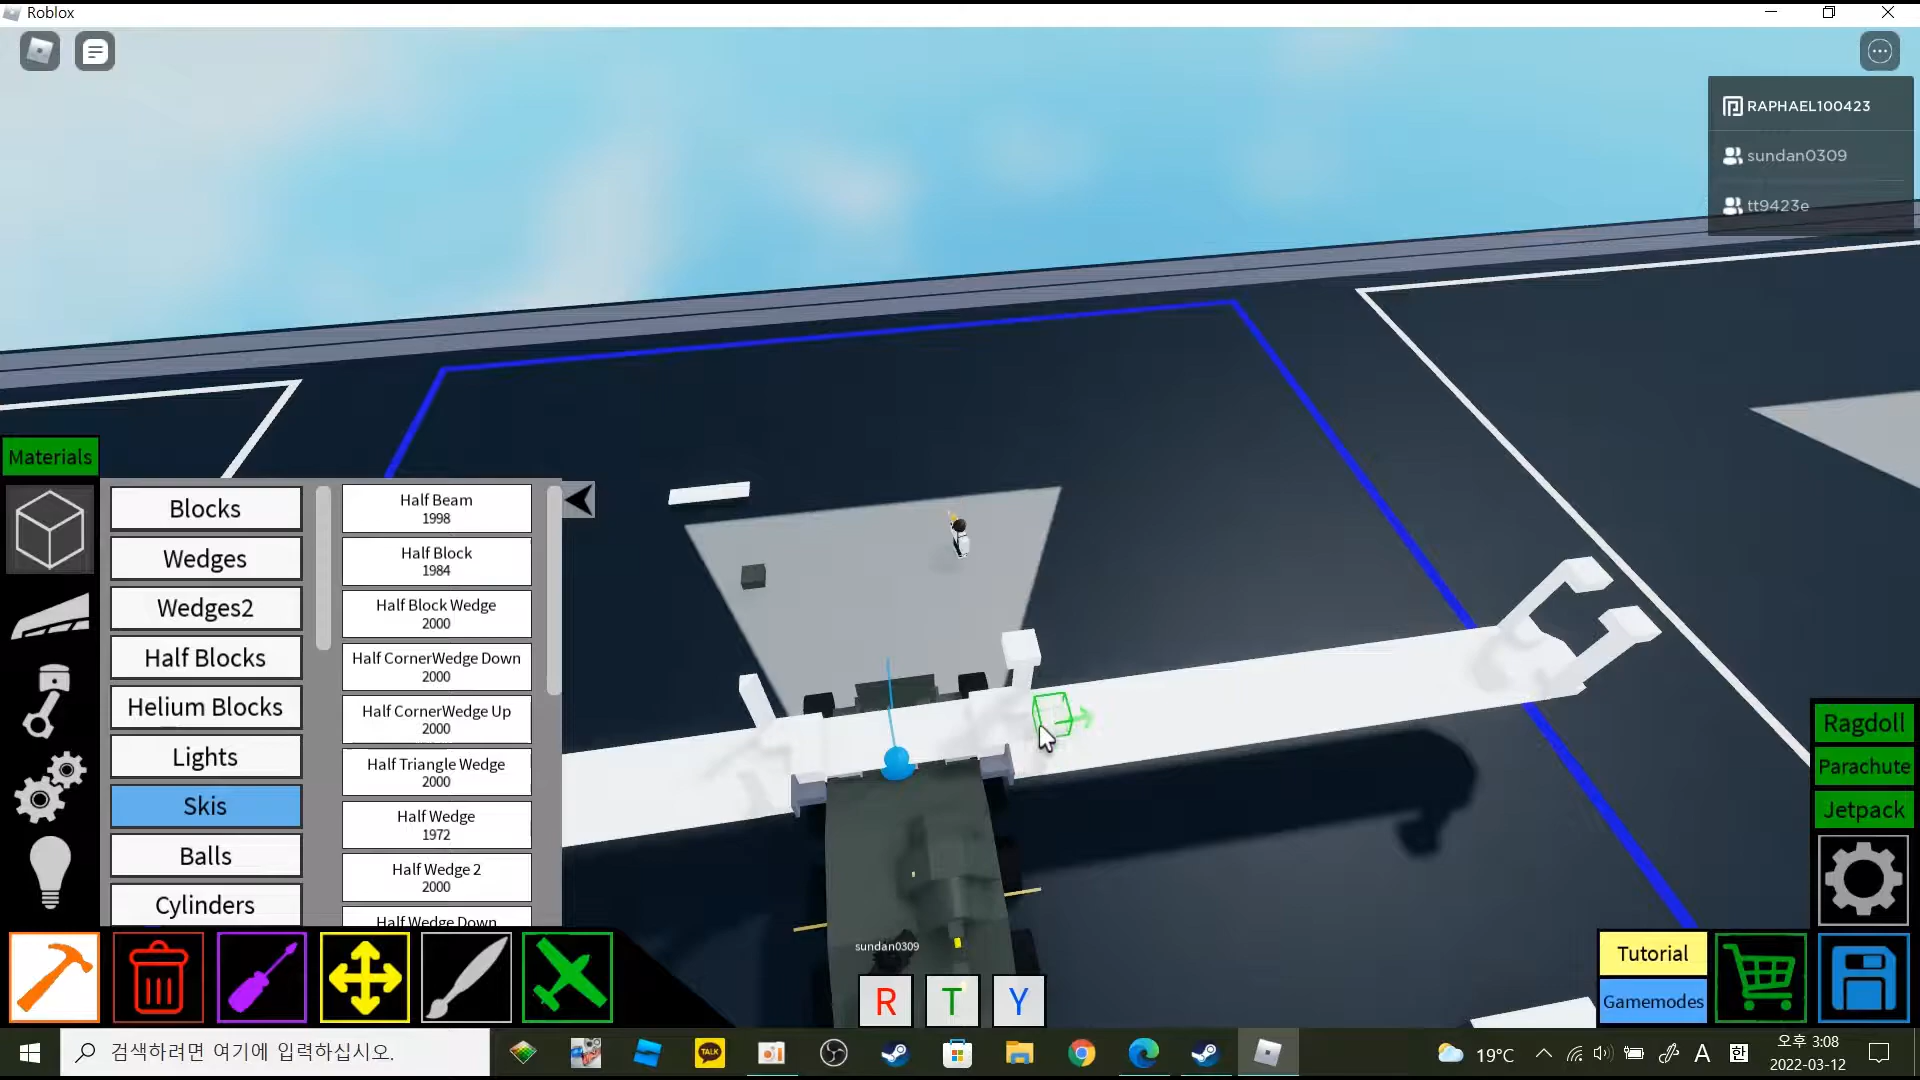 Roblox
RAPHAEL100423
sundan0309
tt9423e
Materials
Blocks
Wedges
Wedges2
Half Blocks
Helium Blocks
Lights
Skis
Balls
Cylinders
Half Beam
1998
Half Block
1984
Half Block Wedge
2000
Half CornerWedge Down
2000
Half CornerWedge Up
2000
Half Triangle Wedge
2000
Half Wedge
1972
Half Wedge 2
2000
Half Wedge Down
Ragdoll
Parachute
Jetpack
sundan0309
R T Y
Tutorial
Gamemodes
검색하려면 여기에 입력하십시오.
TALK
19°C
A
한
오후 3:08
2022-03-12